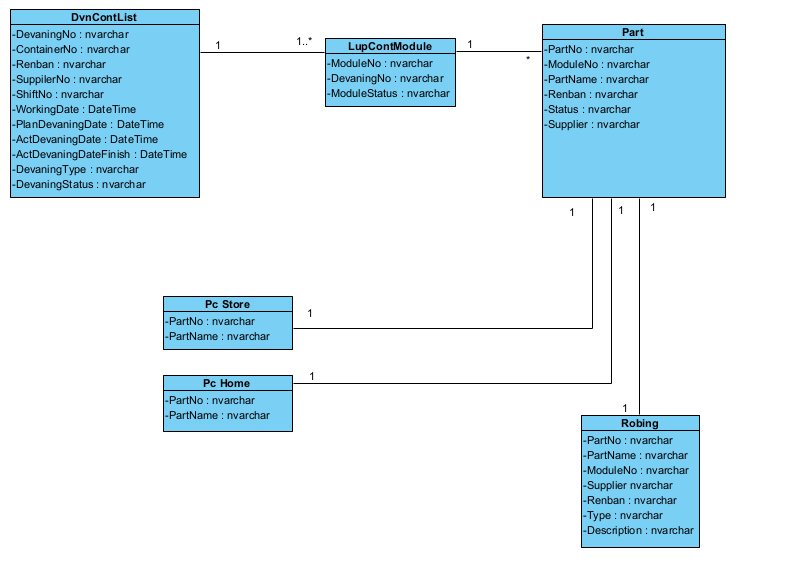 DvnContList
-DevaningNo : nvarchar
-ContainerNo : nvarchar
-Renban : nvarchar
-SuppilerNo : nvarchar
-ShiftNo : nvarchar
-WorkingDate : DateTime
-PlanDevaningDate : DateTime
-ActDevaningDate : DateTime
-ActDevaningDateFinish : DateTime
-DevaningType : nvarchar
-DevaningStatus : nvarchar
1
1..*
LupContModule
-ModuleNo : nvarchar
-DevaningNo : nvarchar
-ModuleStatus : nvarchar
1
*
Part
-PartNo : nvarchar
-ModuleNo : nvarchar
-PartName : nvarchar
-Renban : nvarchar
-Status : nvarchar
-Supplier : nvarchar
1
1
1
Pc Store
-PartNo : nvarchar
-PartName : nvarchar
1
Pc Home
-PartNo : nvarchar
-PartName : nvarchar
1
1
Robing
-PartNo : nvarchar
-PartName : nvarchar
-ModuleNo : nvarchar
-Supplier nvarchar
-Renban : nvarchar
-Type : nvarchar
-Description : nvarchar